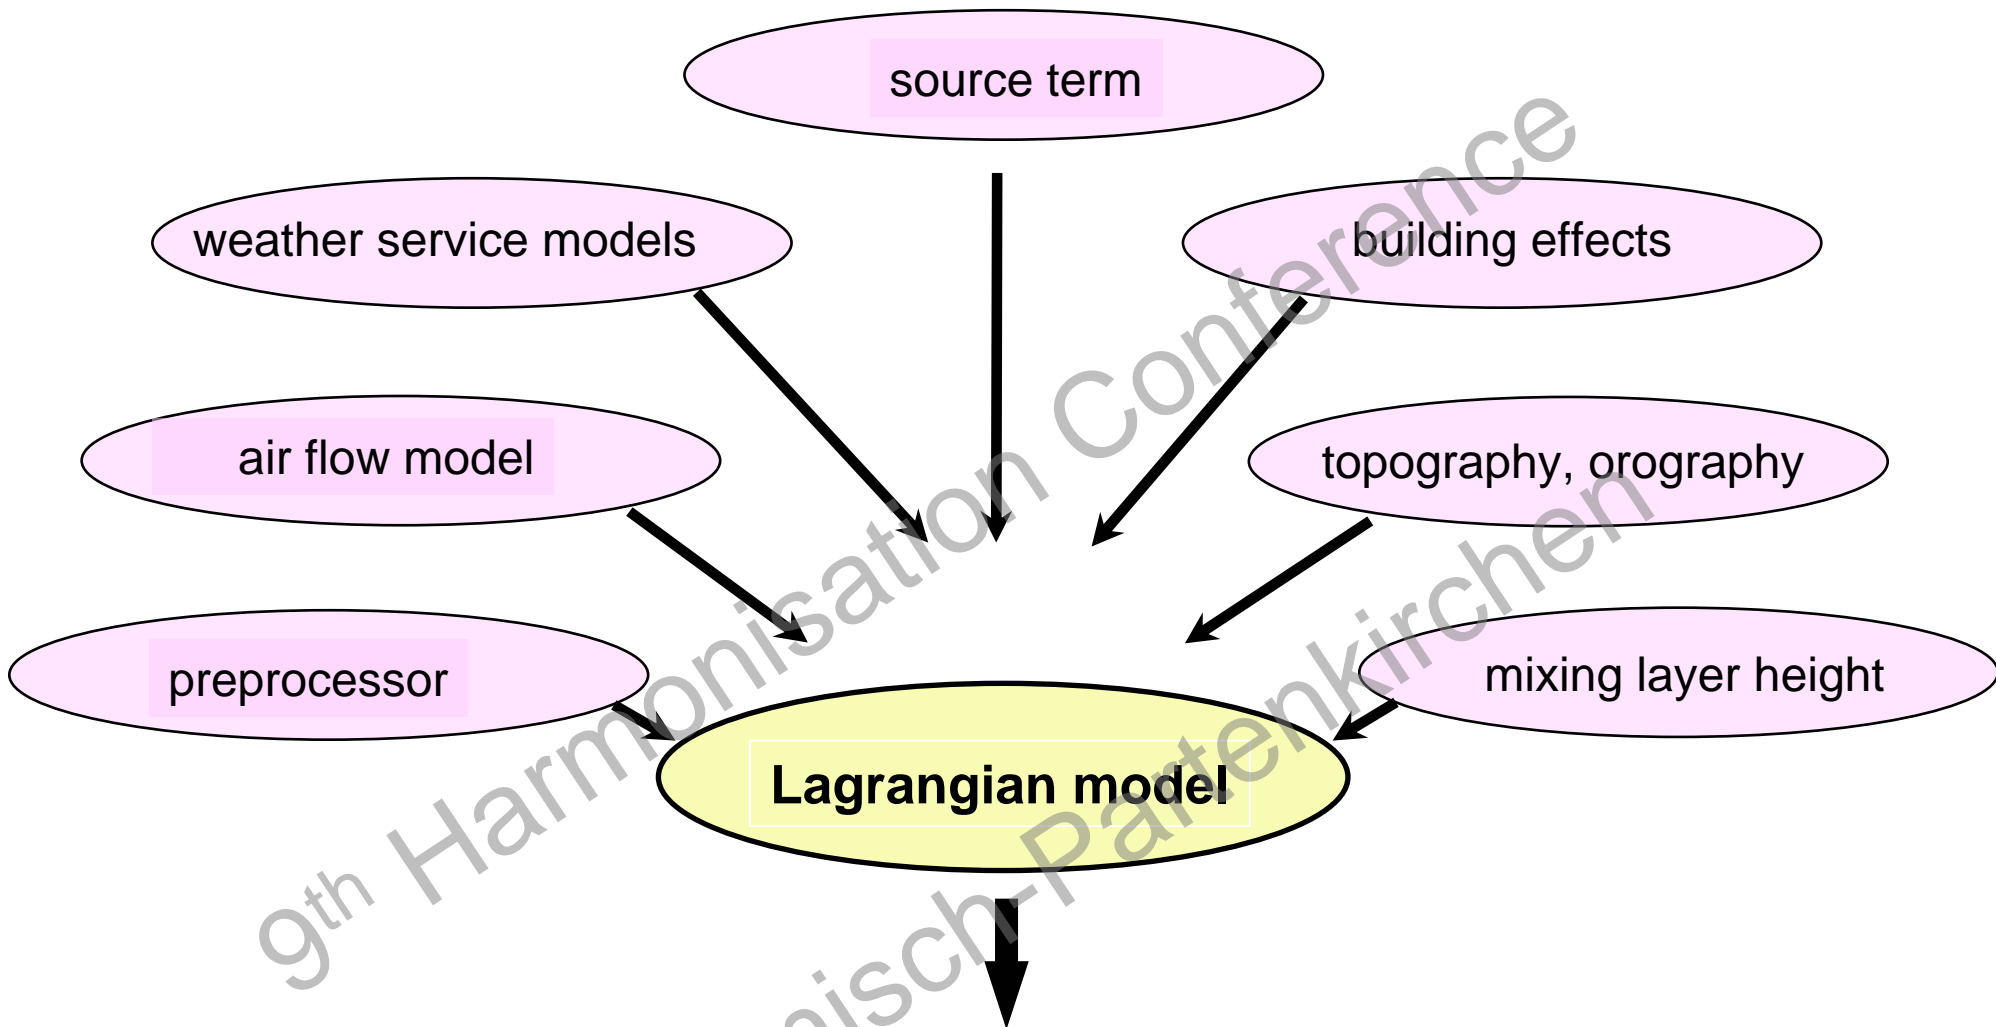 source term
weather service models
building effects
air flow model
topography, orography
preprocessor
mixing layer height
Lagrangian model
9th Harmonisation Conference
misch-Partenkirchen